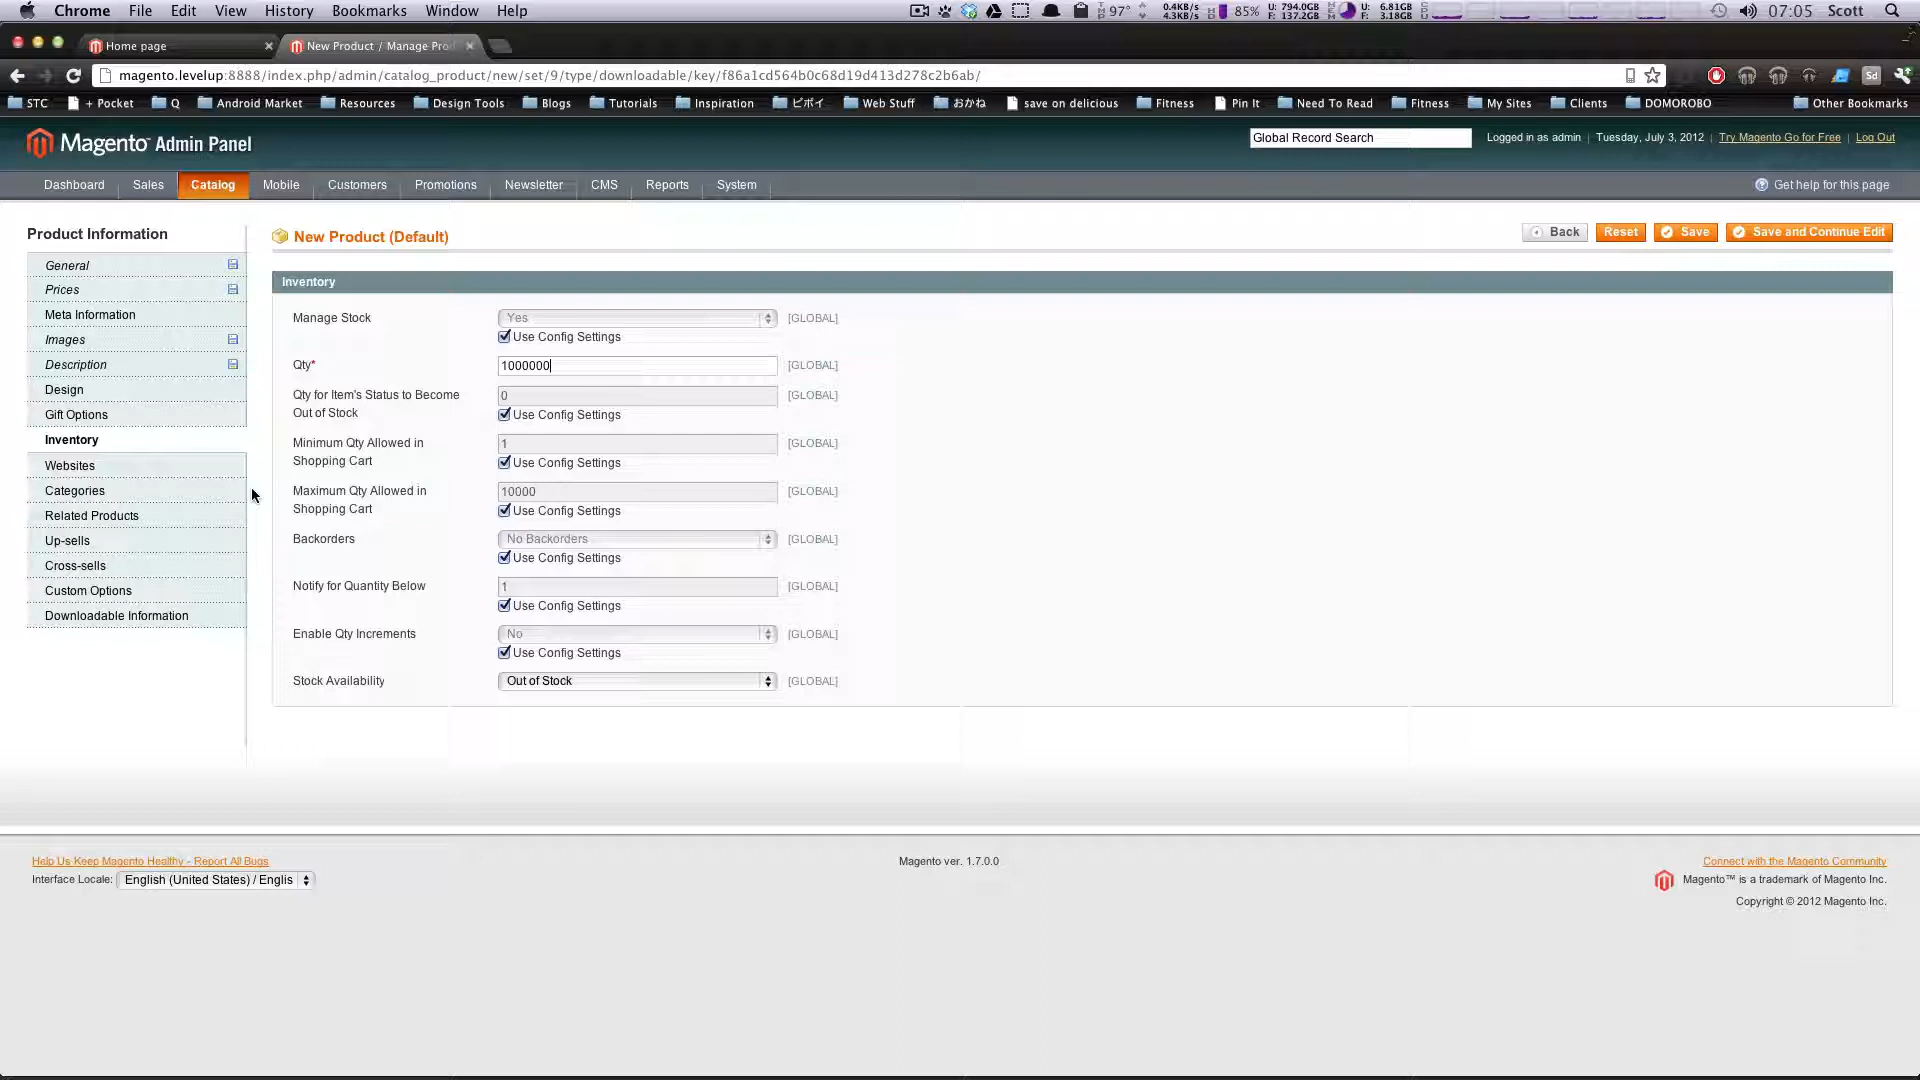 Chrome File Edit View History Bookmarks Window Help 97° 0.4KB/s 4.3KB/s 85% U: 794.0GB F: 137.2GB U: 6.81GB F: 3.18GB 07:05 Scott
Home page New Product / Manage Pro
magento.levelup:8888/index.php/admin/catalog_product/new/set/9/type/downloadable/key/f86a1cd564b0c68d19d413d278c2b6ab/ Sd
STC + Pocket Q Android Market Resources Design Tools Blogs Tutorials Inspiration ビボイ Web Stuff おかね save on delicious Fitness Pin It Need To Read Fitness My Sites Clients DOMOROBO Other Bookmarks
Magento™ Admin Panel Global Record Search Logged in as admin | Tuesday, July 3, 2012 | Try Magento Go for Free | Log Out
Dashboard Sales Catalog Mobile Customers Promotions Newsletter CMS Reports System Get help for this page
Product Information
General
Prices
Meta Information
Images
Description
Design
Gift Options
Inventory
Websites
Categories
Related Products
Up-sells
Cross-sells
Custom Options
Downloadable Information
New Product (Default) Back Reset Save Save and Continue Edit
Inventory
Manage Stock Yes [GLOBAL]
Use Config Settings
Qty* 1000000 [GLOBAL]
Qty for Item's Status to Become Out of Stock 0 [GLOBAL]
Use Config Settings
Minimum Qty Allowed in Shopping Cart 1 [GLOBAL]
Use Config Settings
Maximum Qty Allowed in Shopping Cart 10000 [GLOBAL]
Use Config Settings
Backorders No Backorders [GLOBAL]
Use Config Settings
Notify for Quantity Below 1 [GLOBAL]
Use Config Settings
Enable Qty Increments No [GLOBAL]
Use Config Settings
Stock Availability Out of Stock [GLOBAL]
Help Us Keep Magento Healthy - Report All Bugs Magento ver. 1.7.0.0 Connect with the Magento Community
Interface Locale: English (United States) / Englis Magento™ is a trademark of Magento Inc.
Copyright © 2012 Magento Inc.